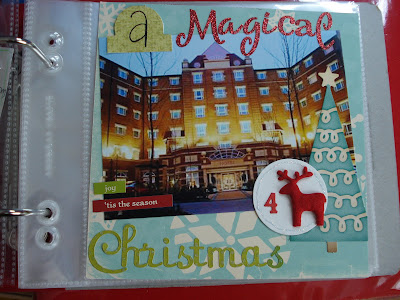 a Magical
joy
'tis the season
4
Christmas